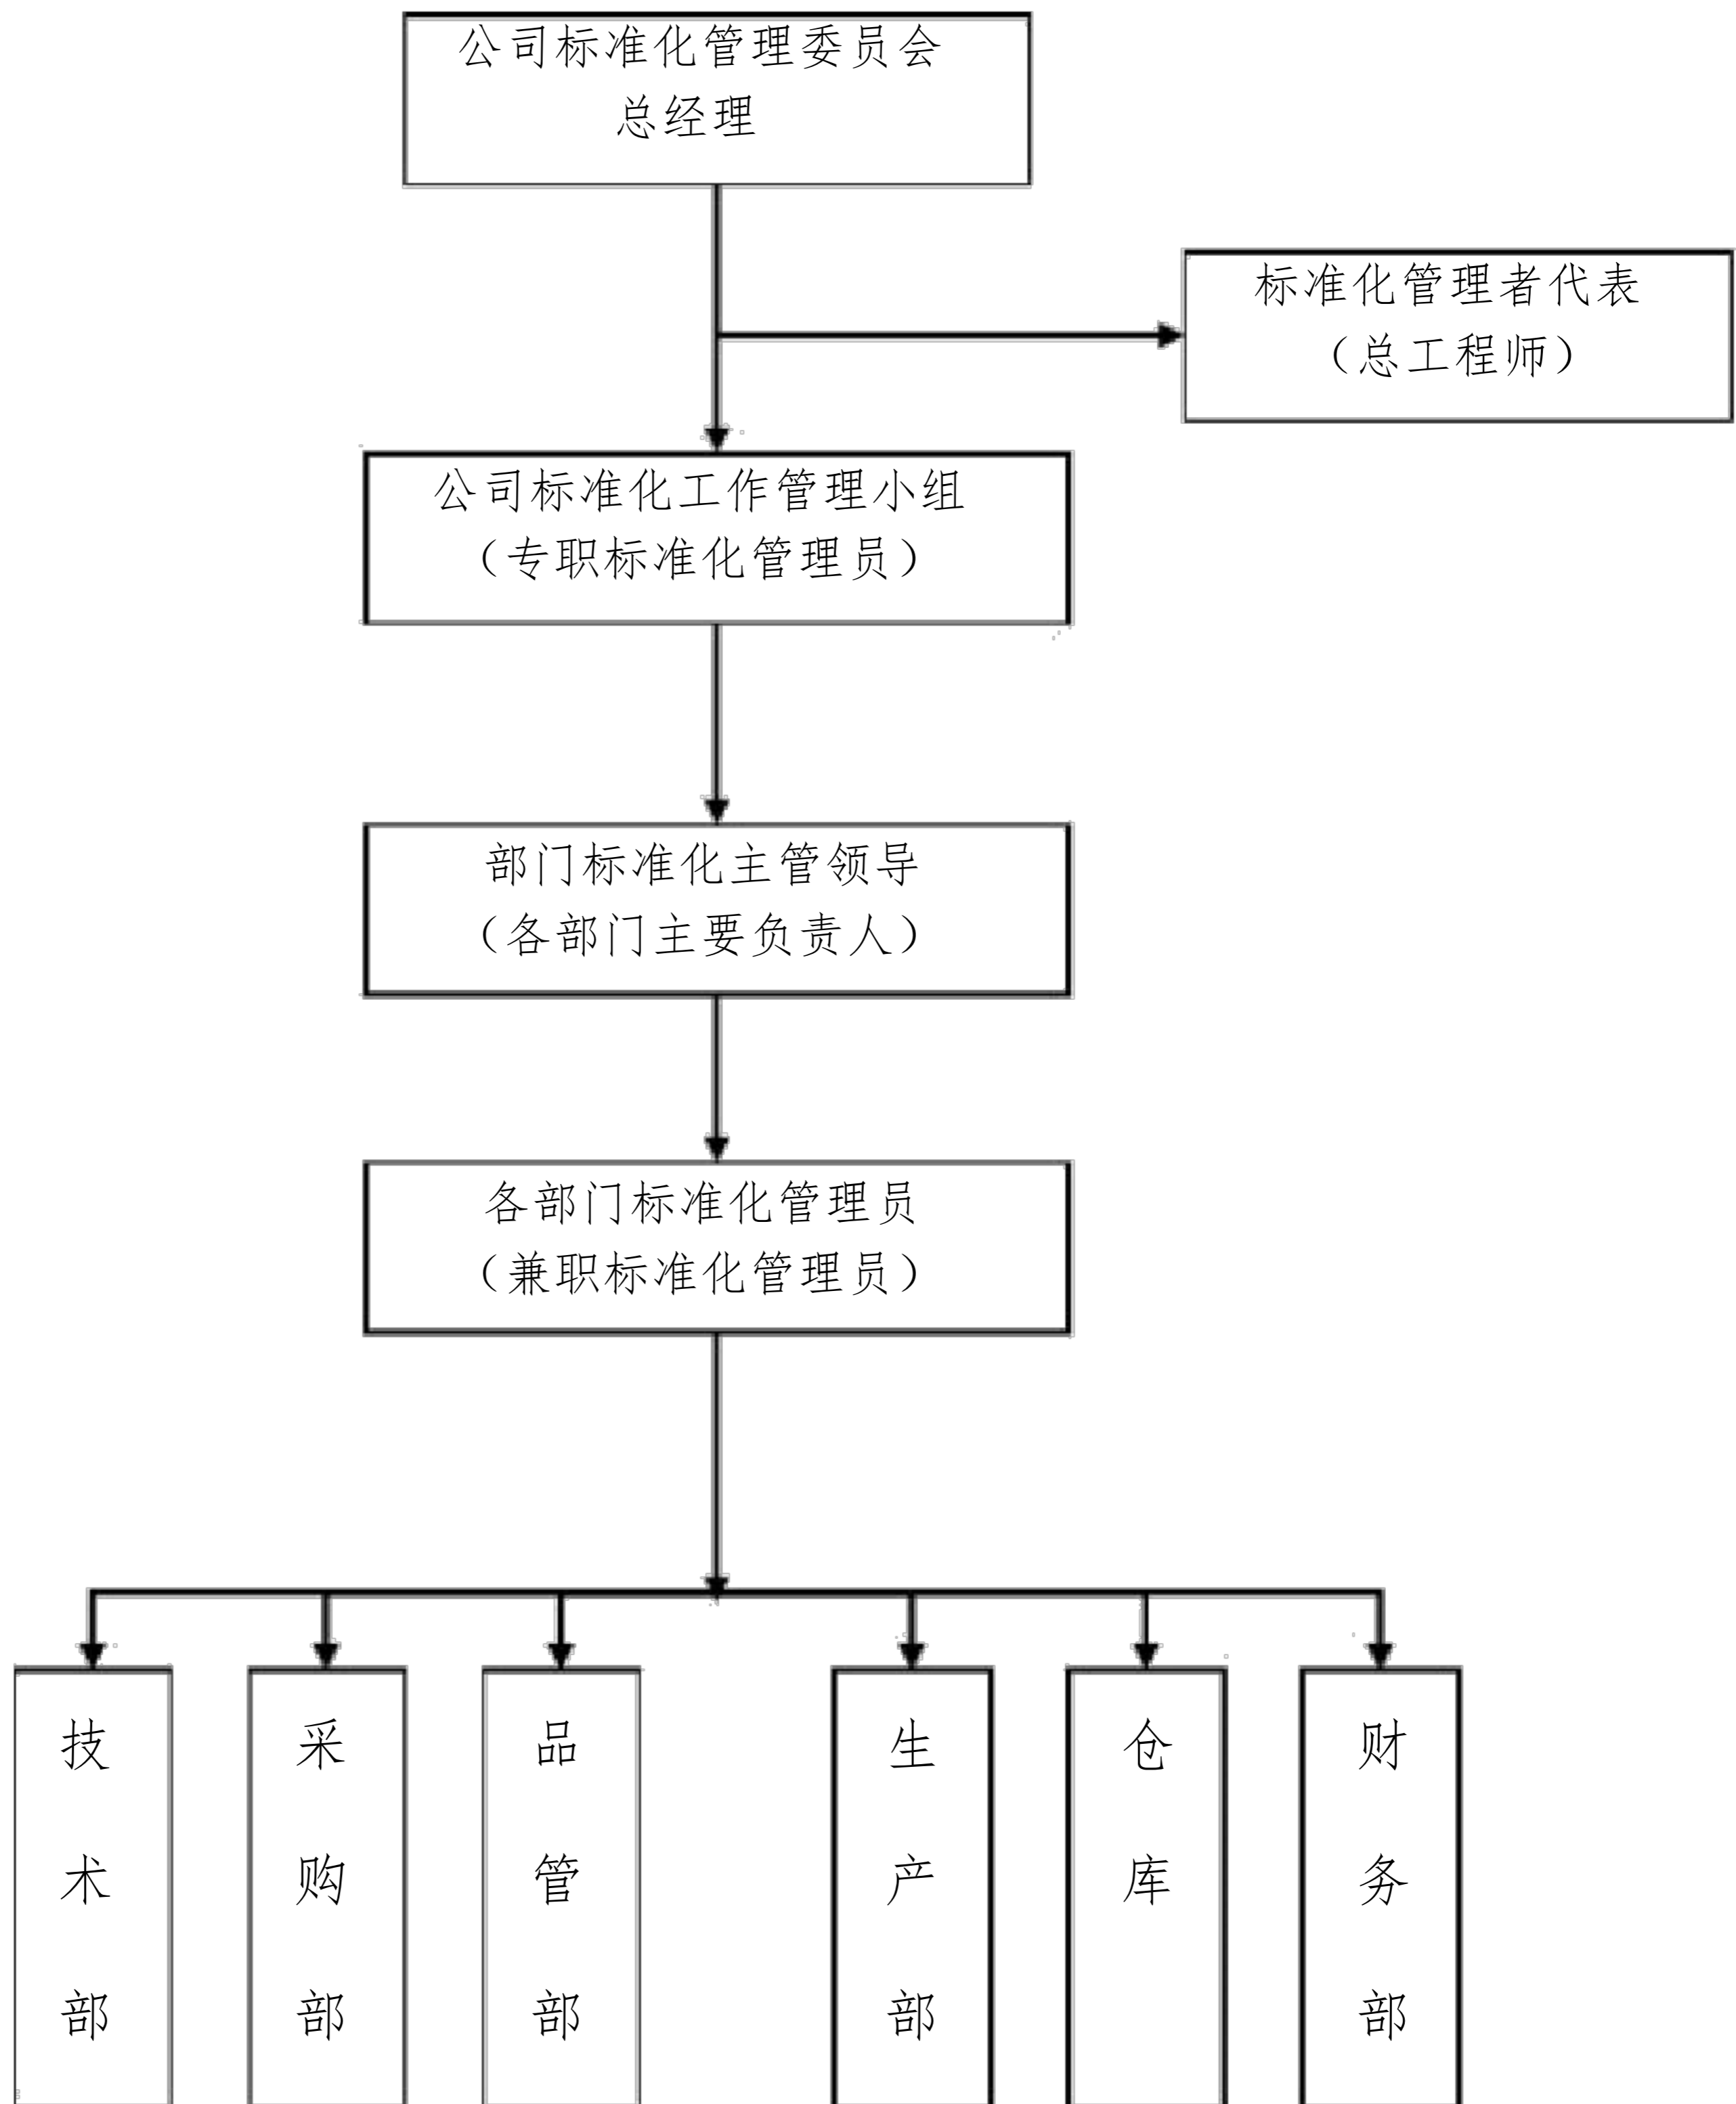 公司标准化管理委员会
总经理
标准化管理者代表
（总工程师）
公司标准化工作管理小组
（专职标准化管理员）
部门标准化主管领导
（各部门主要负责人）
各部门标准化管理员
（兼职标准化管理员）
技术部
采购部
品管部
生产部
仓库
财务部